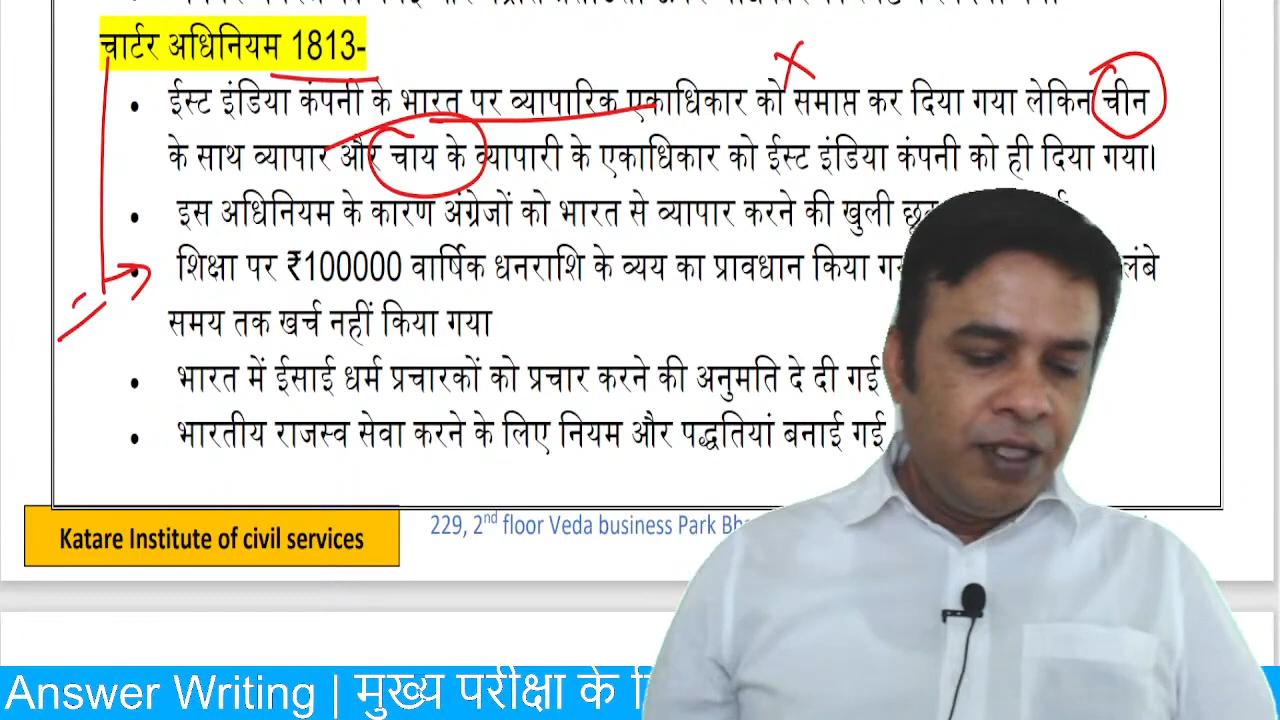 चार्टर अधिनियम 1813-
• ईस्ट इंडिया कंपनी के भारत पर व्यापारिक एकाधिकार को समाप्त कर दिया गया लेकिन चीन
के साथ व्यापार और चाय के व्यापारी के एकाधिकार को ईस्ट इंडिया कंपनी को ही दिया गया।
• इस अधिनियम के कारण अंग्रेजों को भारत से व्यापार करने की खुली
• शिक्षा पर ₹100000 वार्षिक धनराशि के व्यय का प्रावधान किया लंबे
समय तक खर्च नहीं किया गया
• भारत में ईसाई धर्म प्रचारकों को प्रचार करने की अनुमति दे दी गई
• भारतीय राजस्व सेवा करने के लिए नियम और पद्धतियां बनाई गई
Katare Institute of civil services
229, 2nd floor Veda business Park
Answer Writing | मुख्य परीक्षा के